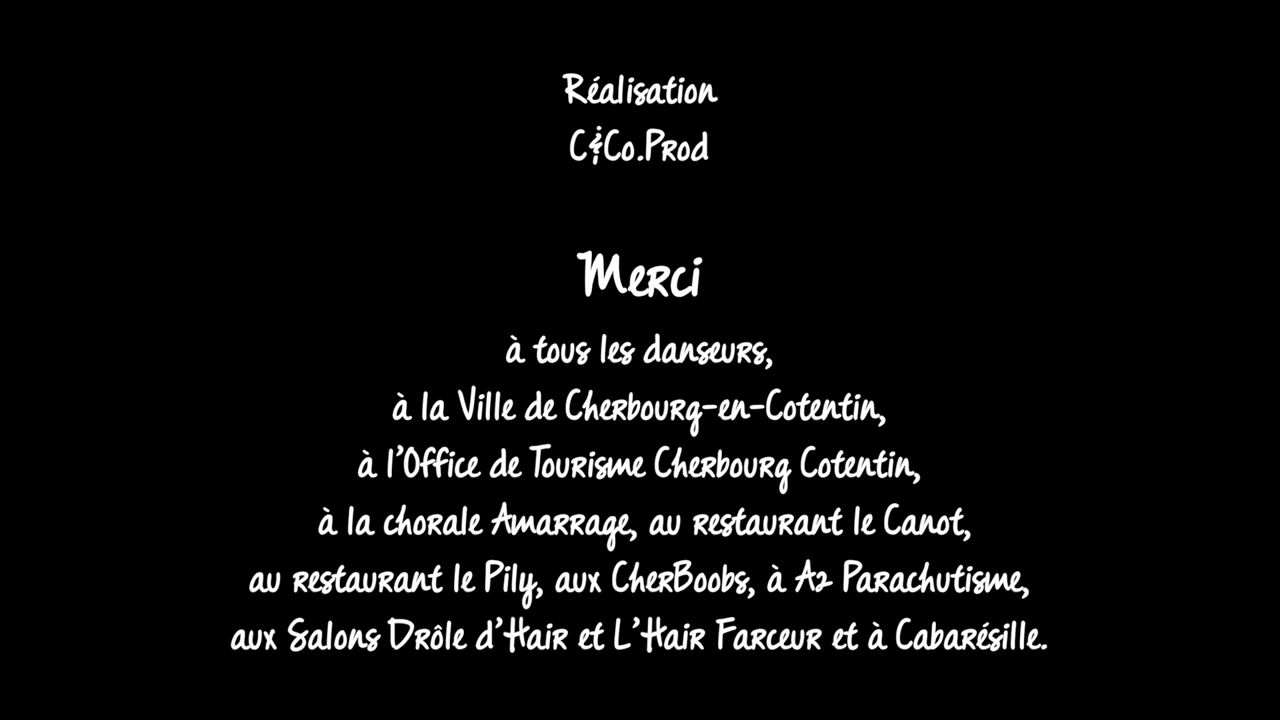 Réalisation
C&Co.Prod
Merci
à tous les danseurs,
à la Ville de Cherbourg-en-Cotentin,
à l'Office de Tourisme Cherbourg Cotentin,
à la chorale Amarrage, au restaurant le Canot,
au restaurant le Pily, aux CherBoobs, à A2 Parachutisme,
aux Salons Drôle d'Hair et L'Hair Farceur et à Cabarésille.